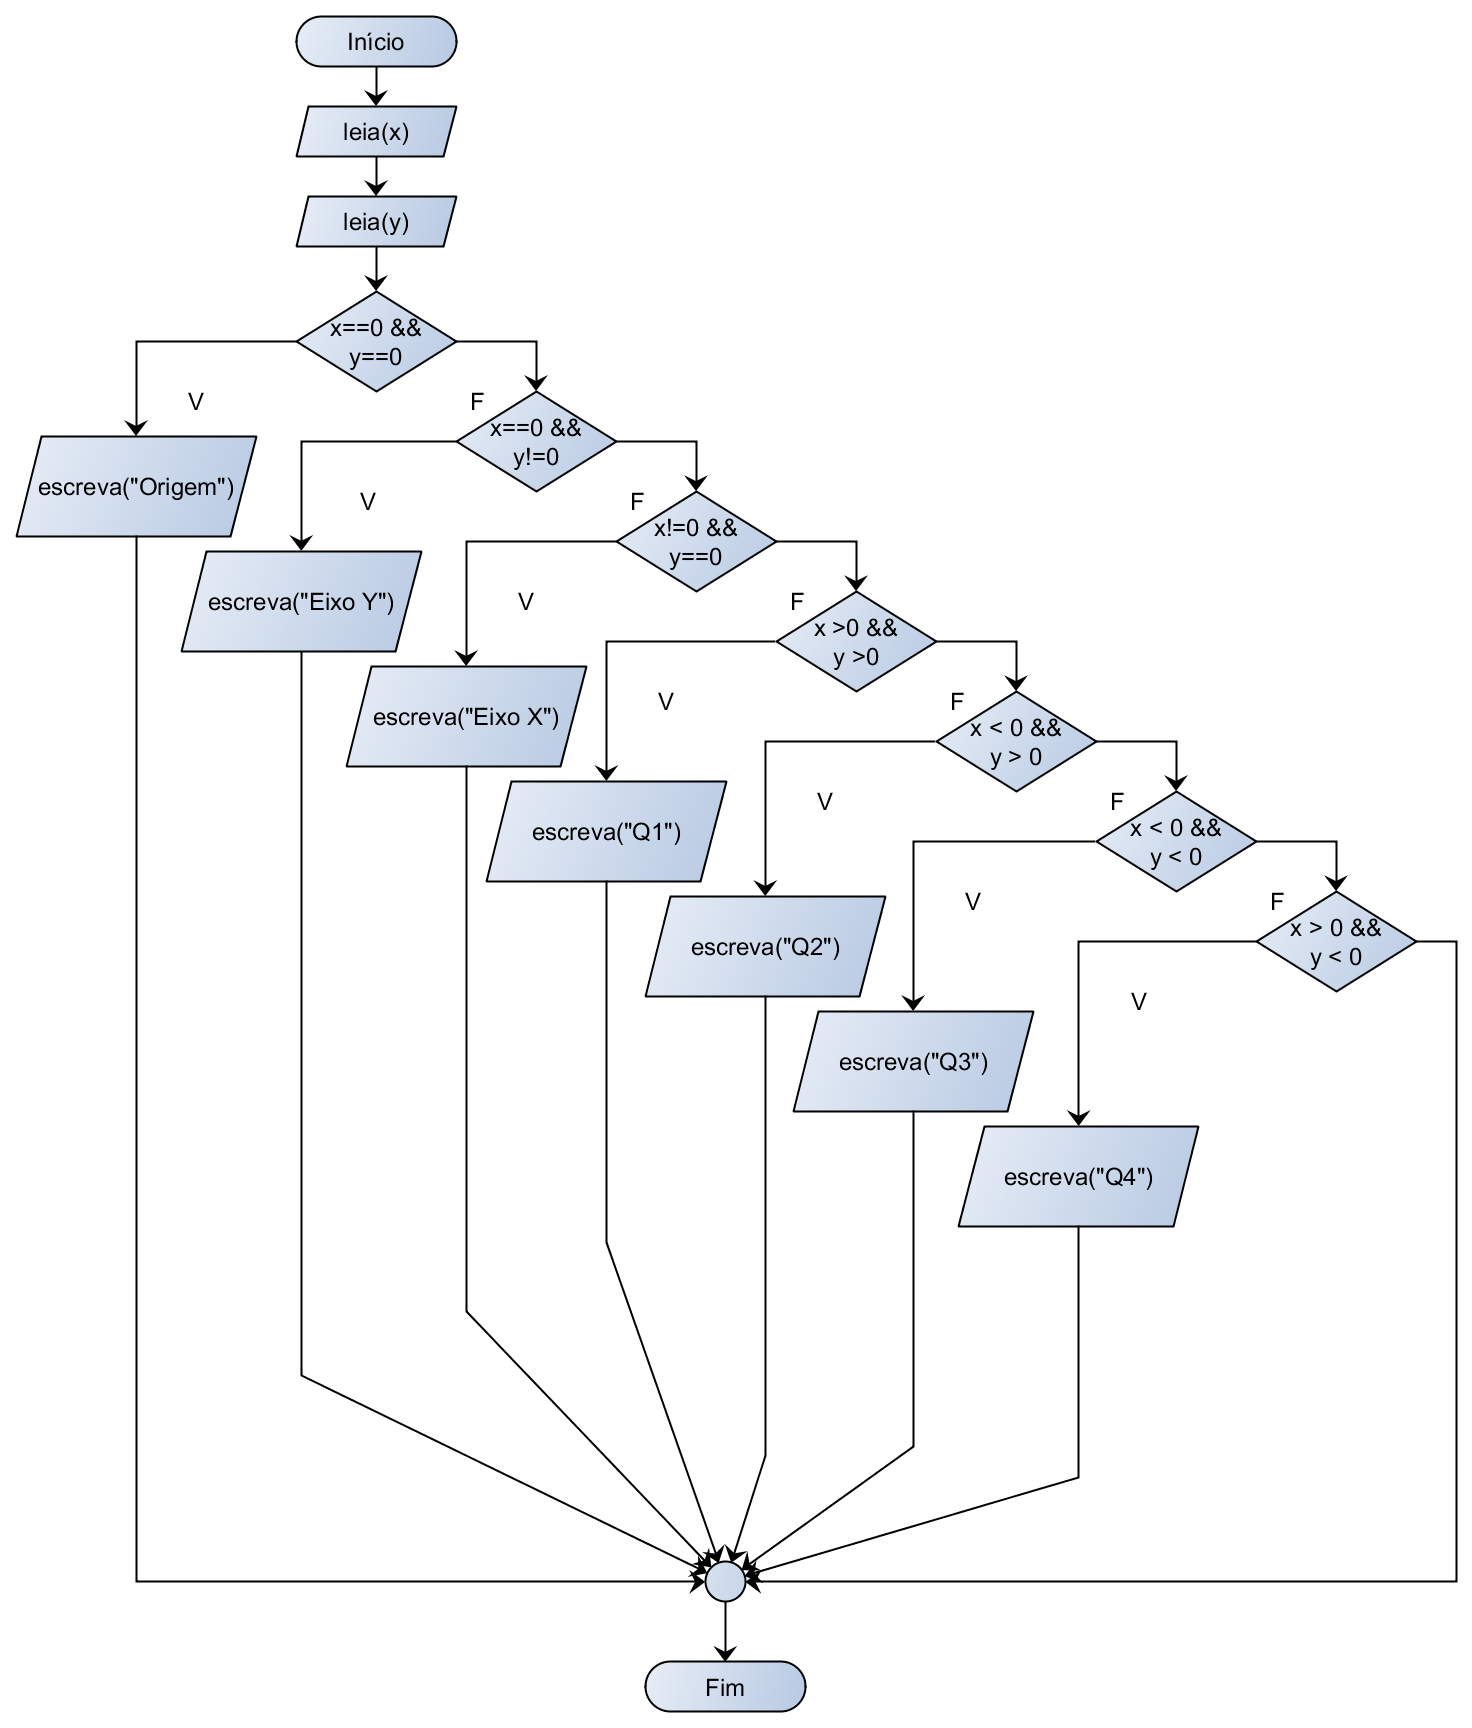 Início
leia(x)
leia(y)
x==0 &&
y==0
V
F
escreva("Origem")
x==0 &&
y!=0
V
F
escreva("Eixo Y")
x!=0 &&
y==0
V
F
escreva("Eixo X")
x >0 &&
y >0
V
F
escreva("Q1")
x < 0 &&
y > 0
V
F
escreva("Q2")
x < 0 &&
y < 0
V
F
escreva("Q3")
x > 0 &&
y < 0
V
escreva("Q4")
Fim